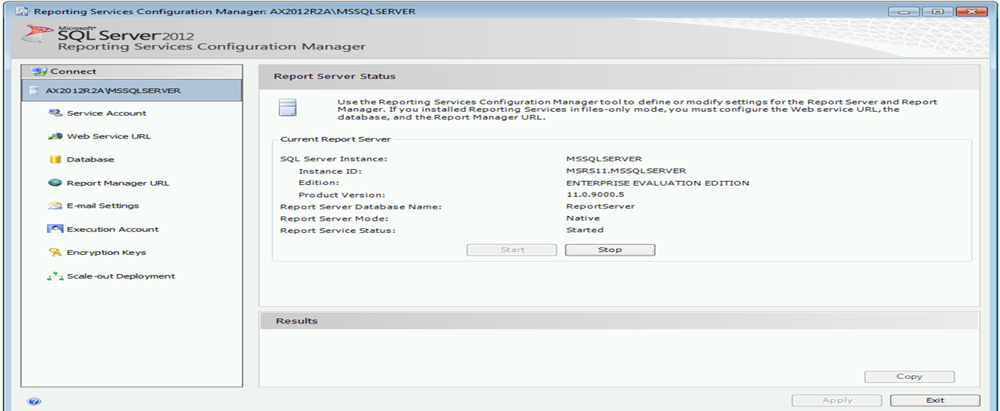 Reporting Services Configuration Manager: AX2012R2A\MSSQLSERVER
Microsoft®
SQL Server 2012
Reporting Services Configuration Manager
Connect
AX2012R2A\MSSQLSERVER
Service Account
Web Service URL
Database
Report Manager URL
E-mail Settings
Execution Account
Encryption Keys
Scale-out Deployment
Report Server Status
Use the Reporting Services Configuration Manager tool to define or modify settings for the Report Server and Report
Manager. If you installed Reporting Services in files-only mode, you must configure the Web service URL, the
database, and the Report Manager URL.
Current Report Server
SQL Server Instance: MSSQLSERVER
Instance ID: MSRS11.MSSQLSERVER
Edition: ENTERPRISE EVALUATION EDITION
Product Version: 11.0.9000.5
Report Server Database Name: ReportServer
Report Server Mode: Native
Report Service Status: Started
Start Stop
Results
Copy
Apply Exit